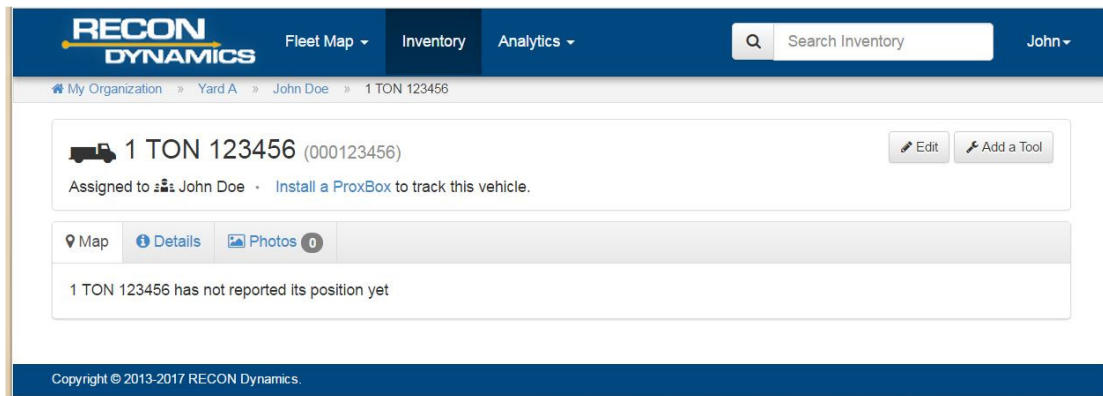 RECON
DYNAMICS
Fleet Map
Inventory
Analytics
Search Inventory
John
My Organization » Yard A » John Doe » 1 TON 123456
1 TON 123456 (000123456)
Edit
Add a Tool
Assigned to John Doe · Install a ProxBox to track this vehicle.
Map
Details
Photos 0
1 TON 123456 has not reported its position yet
Copyright © 2013-2017 RECON Dynamics.